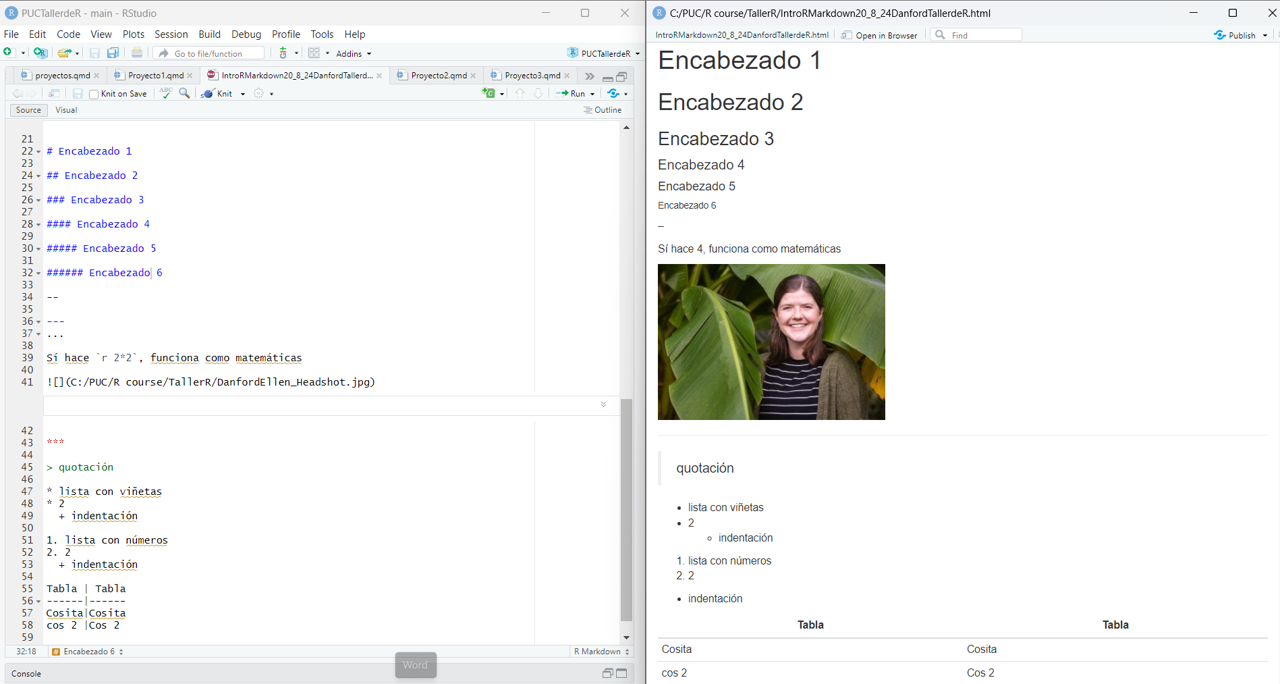 PUCTallerdeR - main - RStudio
File Edit Code View Plots Session Build Debug Profile Tools Help
Go to file/function Addins PUCTallerdeR
proyectos.qmd Proyecto1.qmd IntroRMarkdown20_8_24DanfordTallerd... Proyecto2.qmd Proyecto3.qmd
Knit on Save ABC Knit Run
Source Visual Outline
21
22 # Encabezado 1
23
24 ## Encabezado 2
25
26 ### Encabezado 3
27
28 #### Encabezado 4
29
30 ##### Encabezado 5
31
32 ###### Encabezado 6
33
34 --
35
36 ---
37 ...
38
39 Sí hace `r 2*2`, funciona como matemáticas
40
41 ![](C:/PUC/R course/TallerR/DanfordEllen_Headshot.jpg)
42
43 ***
44
45 > quotación
46
47 * lista con viñetas
48 * 2
49 + indentación
50
51 1. lista con números
52 2. 2
53 + indentación
54
55 Tabla | Tabla
56 ------|------
57 Cosita|Cosita
58 cos 2 |Cos 2
59
32:18 Encabezado 6 R Markdown
Console
Word
C:/PUC/R course/TallerR/IntroRMarkdown20_8_24DanfordTallerdeR.html
IntroRMarkdown20_8_24DanfordTallerdeR.html Open in Browser Find Publish
Encabezado 1
Encabezado 2
Encabezado 3
Encabezado 4
Encabezado 5
Encabezado 6
–
Sí hace 4, funciona como matemáticas
quotación
• lista con viñetas
• 2
◦ indentación
1. lista con números
2. 2
• indentación
Tabla Tabla
Cosita Cosita
cos 2 Cos 2